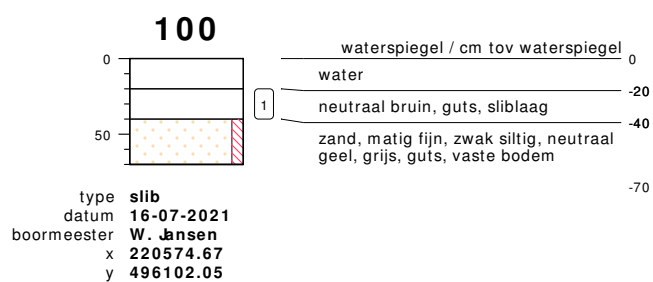 100
waterspiegel / cm tov waterspiegel
0
0
water
-20
1
neutraal bruin, guts, sliblaag
-40
50
zand, matig fijn, zwak siltig, neutraal
geel, grijs, guts, vaste bodem
-70
type slib
datum 16-07-2021
boormeester W. Jansen
x 220574.67
y 496102.05